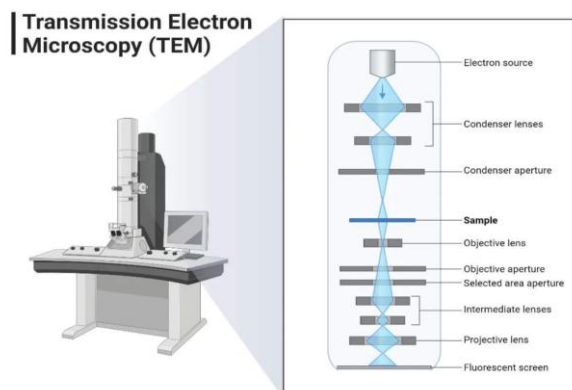 Transmission Electron
Microscopy (TEM)
Electron source
Condenser lenses
Condenser aperture
Sample
Objective lens
Objective aperture
Selected area aperture
Intermediate lenses
Projective lens
Fluorescent screen